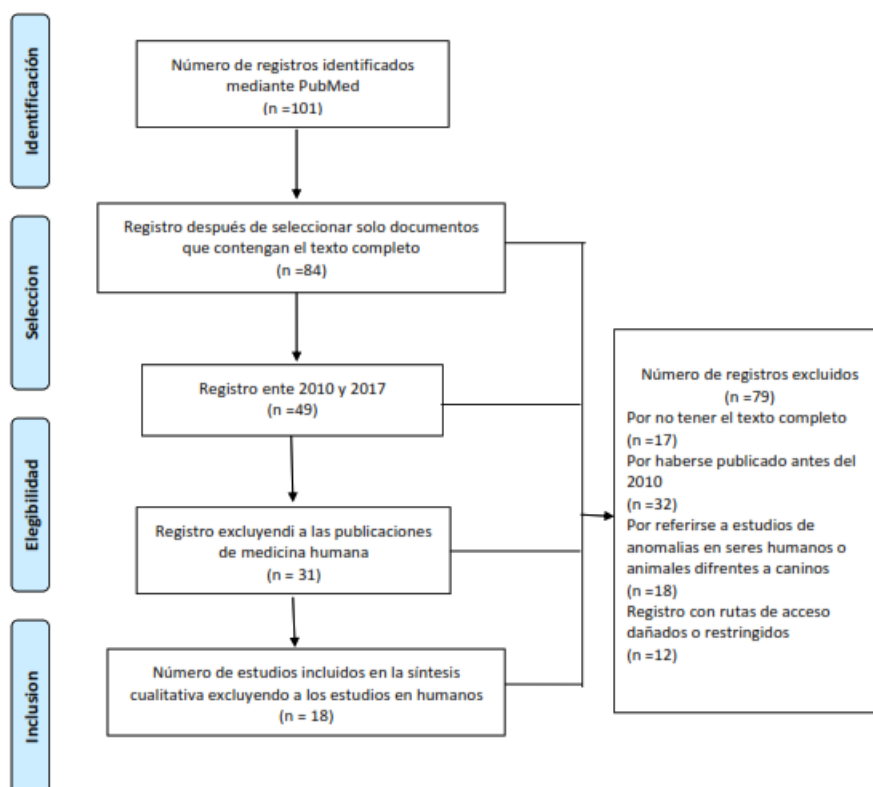 Identificación
Número de registros identificados
mediante PubMed
(n =101)
Seleccion
Registro después de seleccionar solo documentos
que contengan el texto completo
(n =84)
Registro ente 2010 y 2017
(n =49)
Elegibilidad
Registro excluyendi a las publicaciones
de medicina humana
(n = 31)
Inclusion
Número de estudios incluidos en la síntesis
cualitativa excluyendo a los estudios en humanos
(n = 18)
Número de registros excluidos
(n =79)
Por no tener el texto completo
(n =17)
Por haberse publicado antes del
2010
(n =32)
Por referirse a estudios de
anomalias en seres humanos o
animales difrentes a caninos
(n =18)
Registro con rutas de acceso
dañados o restringidos
(n =12)